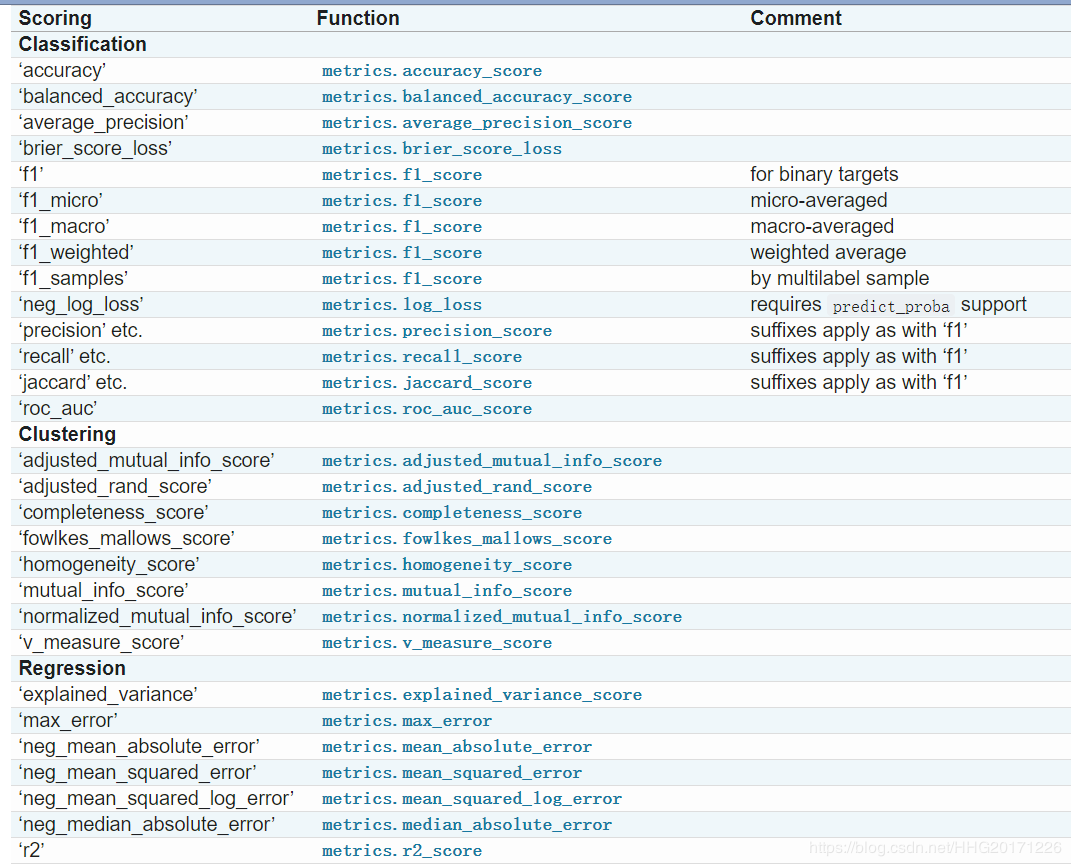 Scoring Function Comment
Classification
‘accuracy’ metrics.accuracy_score
‘balanced_accuracy’ metrics.balanced_accuracy_score
‘average_precision’ metrics.average_precision_score
‘brier_score_loss’ metrics.brier_score_loss
‘f1’ metrics.f1_score for binary targets
‘f1_micro’ metrics.f1_score micro-averaged
‘f1_macro’ metrics.f1_score macro-averaged
‘f1_weighted’ metrics.f1_score weighted average
‘f1_samples’ metrics.f1_score by multilabel sample
‘neg_log_loss’ metrics.log_loss requires predict_proba support
‘precision’ etc. metrics.precision_score suffixes apply as with ‘f1’
‘recall’ etc. metrics.recall_score suffixes apply as with ‘f1’
‘jaccard’ etc. metrics.jaccard_score suffixes apply as with ‘f1’
‘roc_auc’ metrics.roc_auc_score
Clustering
‘adjusted_mutual_info_score’ metrics.adjusted_mutual_info_score
‘adjusted_rand_score’ metrics.adjusted_rand_score
‘completeness_score’ metrics.completeness_score
‘fowlkes_mallows_score’ metrics.fowlkes_mallows_score
‘homogeneity_score’ metrics.homogeneity_score
‘mutual_info_score’ metrics.mutual_info_score
‘normalized_mutual_info_score’ metrics.normalized_mutual_info_score
‘v_measure_score’ metrics.v_measure_score
Regression
‘explained_variance’ metrics.explained_variance_score
‘max_error’ metrics.max_error
‘neg_mean_absolute_error’ metrics.mean_absolute_error
‘neg_mean_squared_error’ metrics.mean_squared_error
‘neg_mean_squared_log_error’ metrics.mean_squared_log_error
‘neg_median_absolute_error’ metrics.median_absolute_error
‘r2’ metrics.r2_score
https://blog.csdn.net/HHG20171226